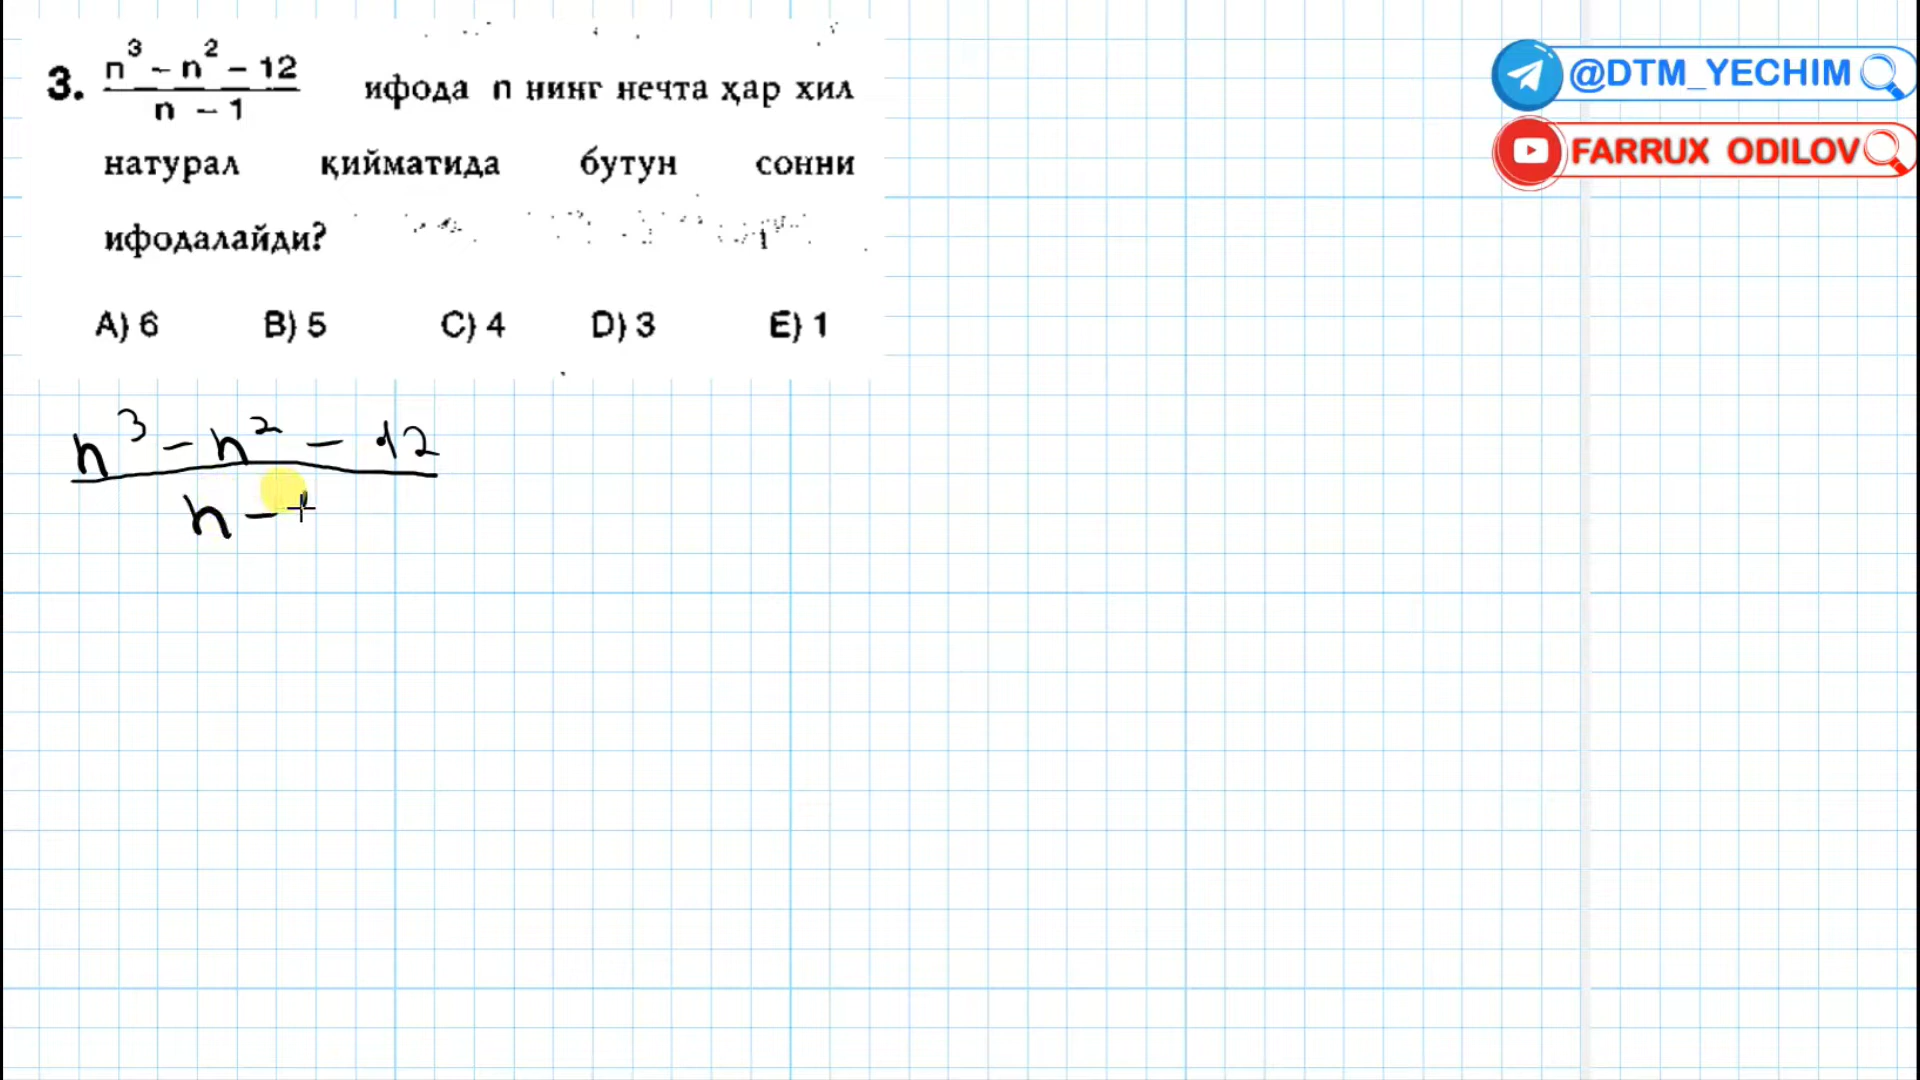 3. n³ − n² − 12 / n − 1 ифода n нинг нечта ҳар хил
натурал қийматида бутун сонни
ифодалайди?
A) 6 B) 5 C) 4 D) 3 E) 1
n³ − n² − 12
n −
@DTM_YECHIM
FARRUX ODILOV